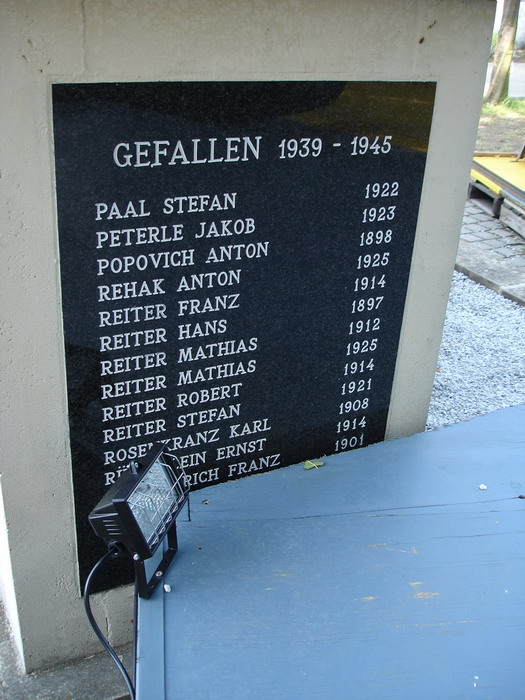 GEFALLEN 1939 - 1945
PAAL STEFAN 1922
PETERLE JAKOB 1923
POPOVICH ANTON 1898
REHAK ANTON 1925
REITER FRANZ 1914
REITER HANS 1897
REITER MATHIAS 1912
REITER MATHIAS 1925
REITER ROBERT 1914
REITER STEFAN 1921
ROSENKRANZ KARL 1908
ERNST 1914
FRANZ 1901